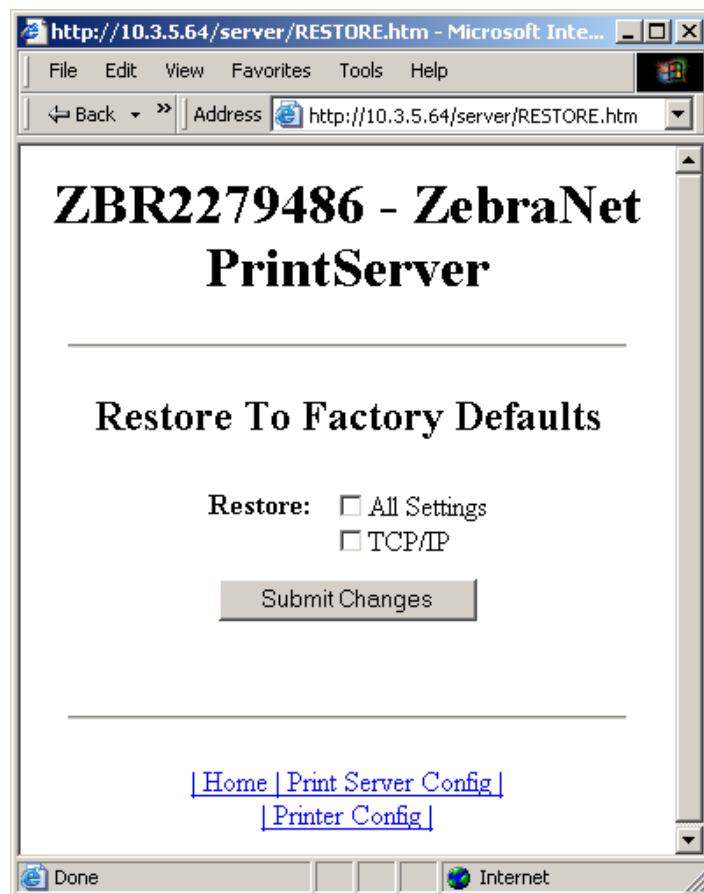 http://10.3.5.64/server/RESTORE.htm - Microsoft Inte...
File Edit View Favorites Tools Help
Back » Address http://10.3.5.64/server/RESTORE.htm
ZBR2279486 - ZebraNet
PrintServer
Restore To Factory Defaults
Restore: All Settings
TCP/IP
Submit Changes
| Home | Print Server Config |
| Printer Config |
Done Internet